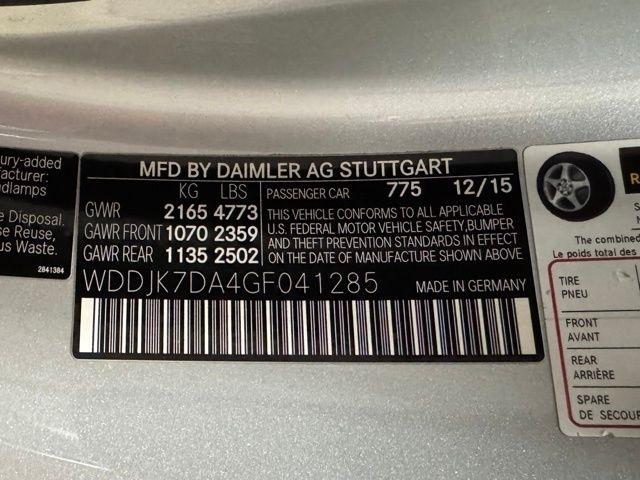 ury-added
facturer:
adlamps
Disposal.
se Reuse,
us Waste.
2841384
MFD BY DAIMLER AG STUTTGART
KG LBS
GVWR 2165 4773
GAWR FRONT 1070 2359
GAWR REAR 1135 2502
PASSENGER CAR 775 12/15
THIS VEHICLE CONFORMS TO ALL APPLICABLE
U.S. FEDERAL MOTOR VEHICLE SAFETY,BUMPER
AND THEFT PREVENTION STANDARDS IN EFFECT
ON THE DATE OF MANUFACTURE SHOWN ABOVE
WDDJK7DA4GF041285 MADE IN GERMANY
The combined
Le poids total des
TIRE
PNEU
FRONT
AVANT
REAR
ARRIÈRE
SPARE
DE SECOUR